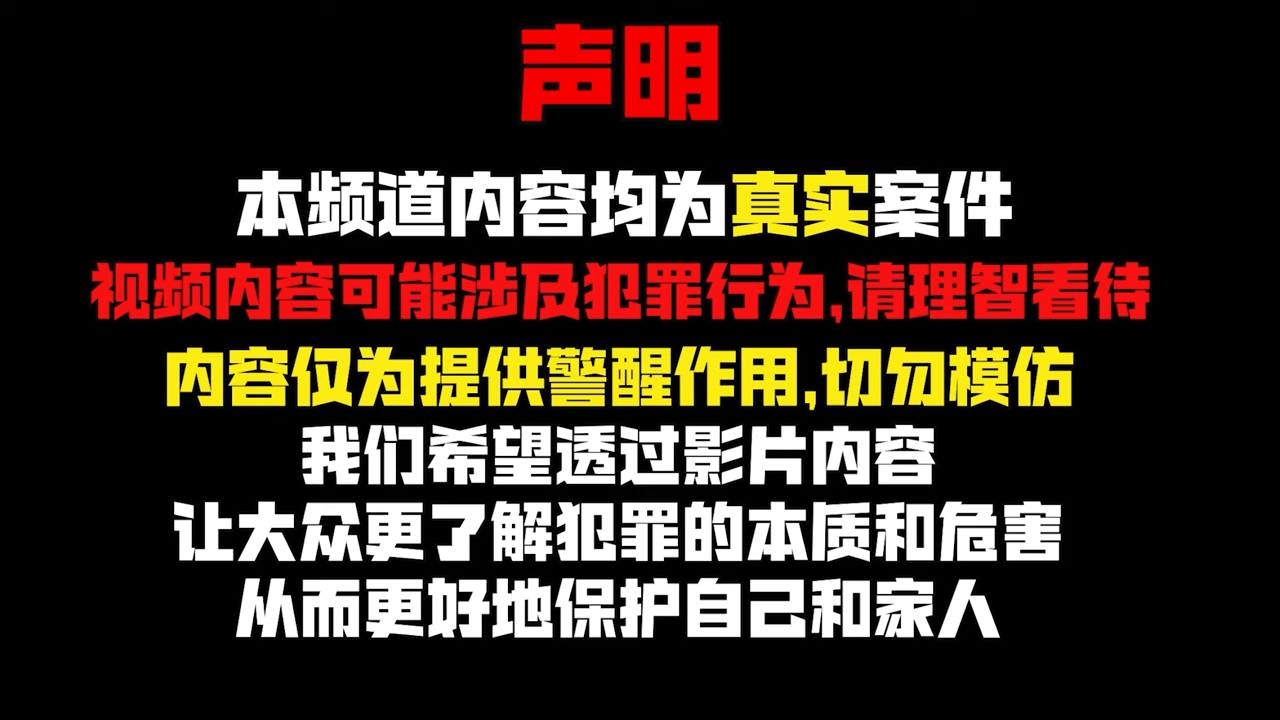 声明
本频道内容均为真实案件
视频内容可能涉及犯罪行为,请理智看待
内容仅为提供警醒作用,切勿模仿
我们希望透过影片内容
让大众更了解犯罪的本质和危害
从而更好地保护自己和家人